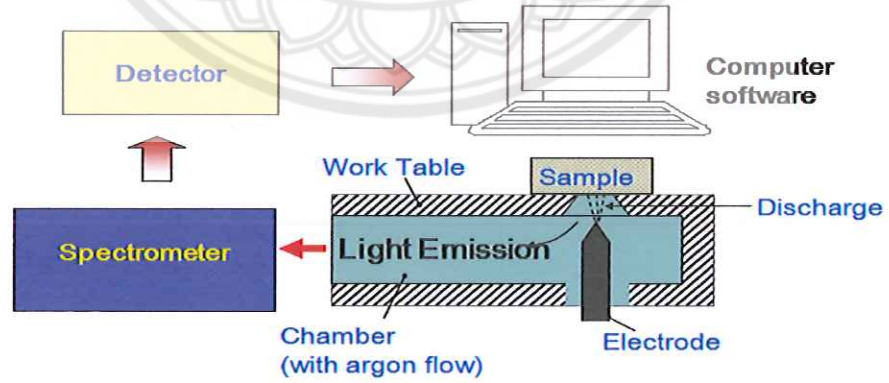 Detector
Computer
software
Work Table
Sample
Discharge
Spectrometer
Light Emission
Chamber
(with argon flow)
Electrode